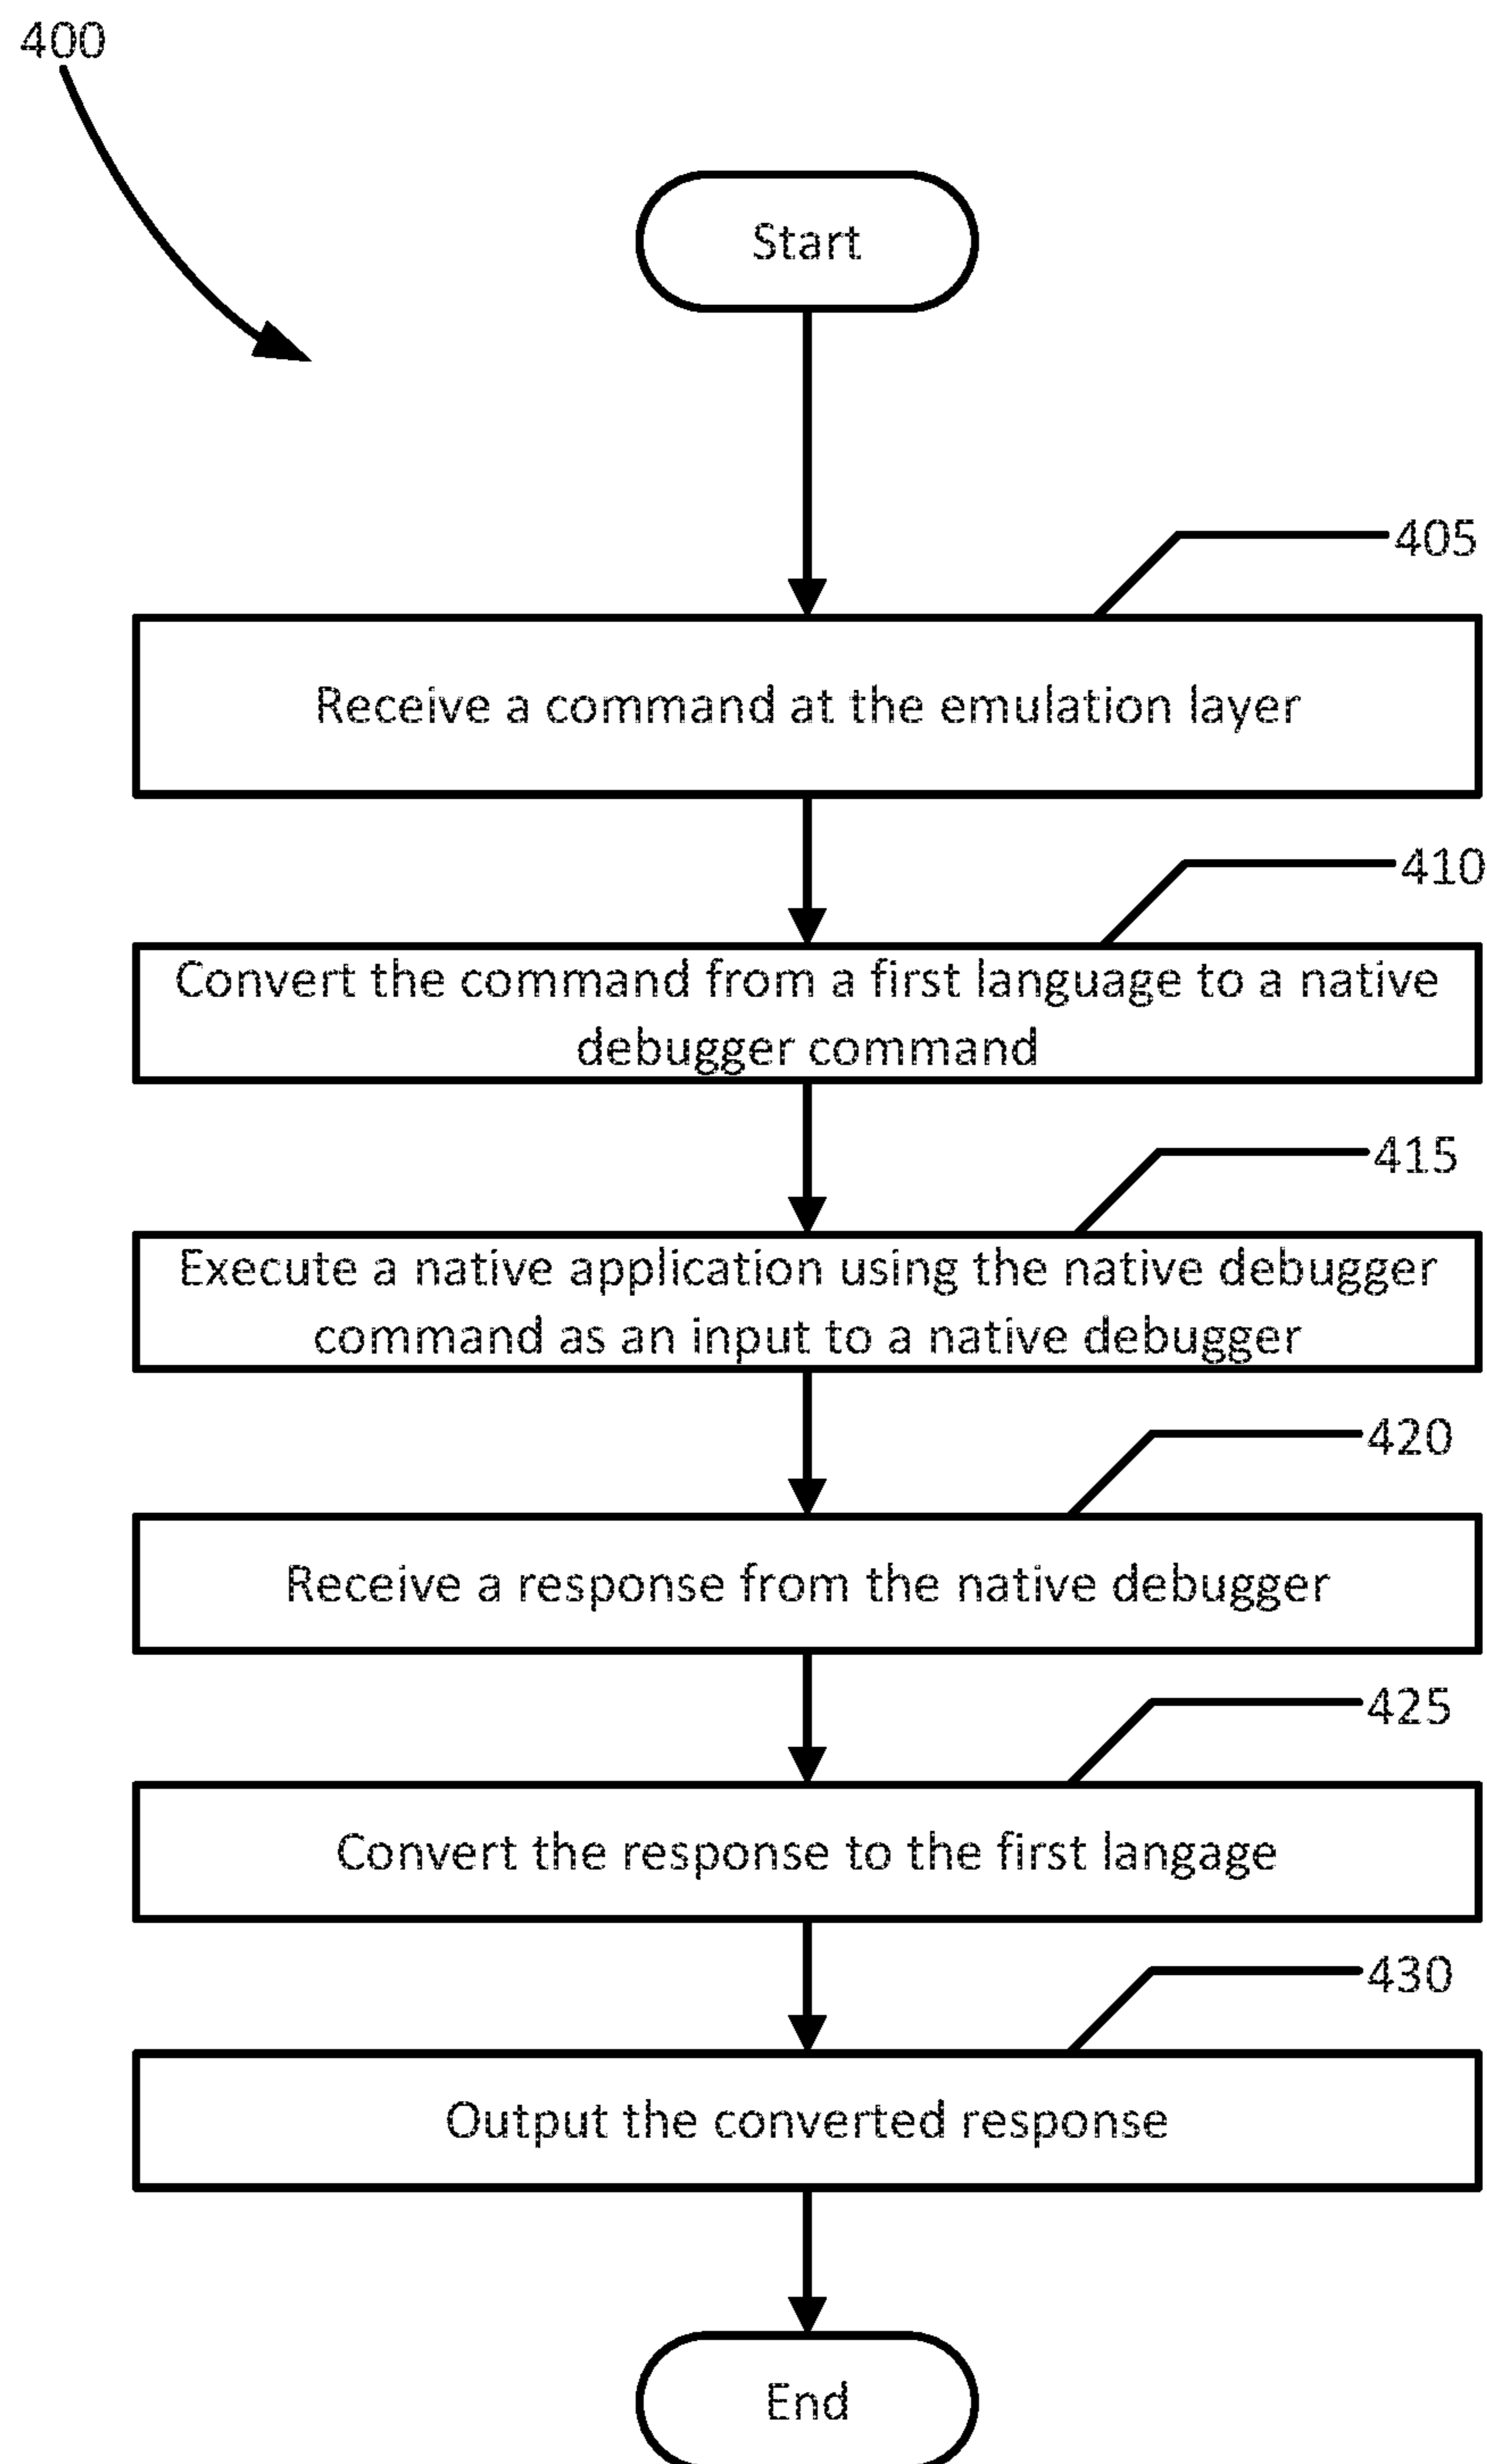 400
Start
405
Receive a command at the emulation layer
410
Convert the command from a first language to a native
debugger command
415
Execute a native application using the native debugger
command as an input to a native debugger
420
Receive a response from the native debugger
425
Convert the response to the first langage
430
Output the converted response
End